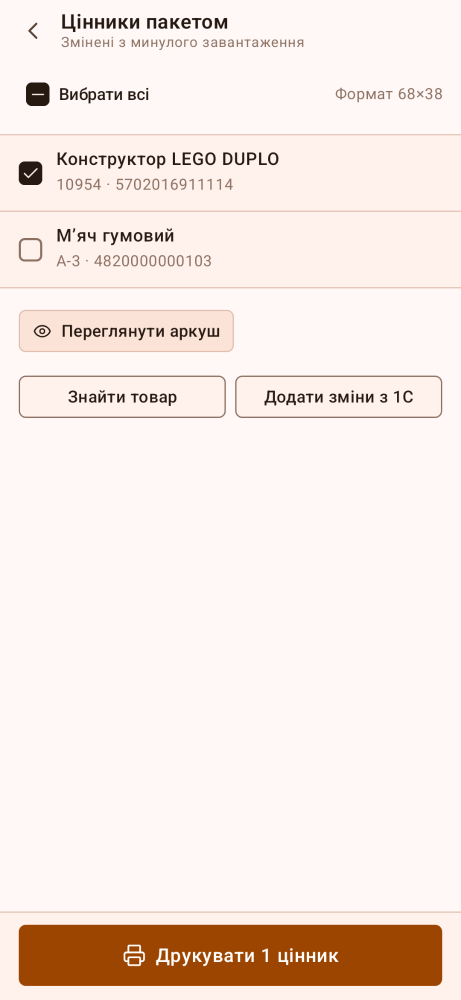 Цінники пакетом
Змінені з минулого завантаження
Вибрати всі
Формат 68×38
Конструктор LEGO DUPLO
10954 · 5702016911114
М’яч гумовий
А-3 · 4820000000103
Переглянути аркуш
Знайти товар
Додати зміни з 1С
Друкувати 1 цінник